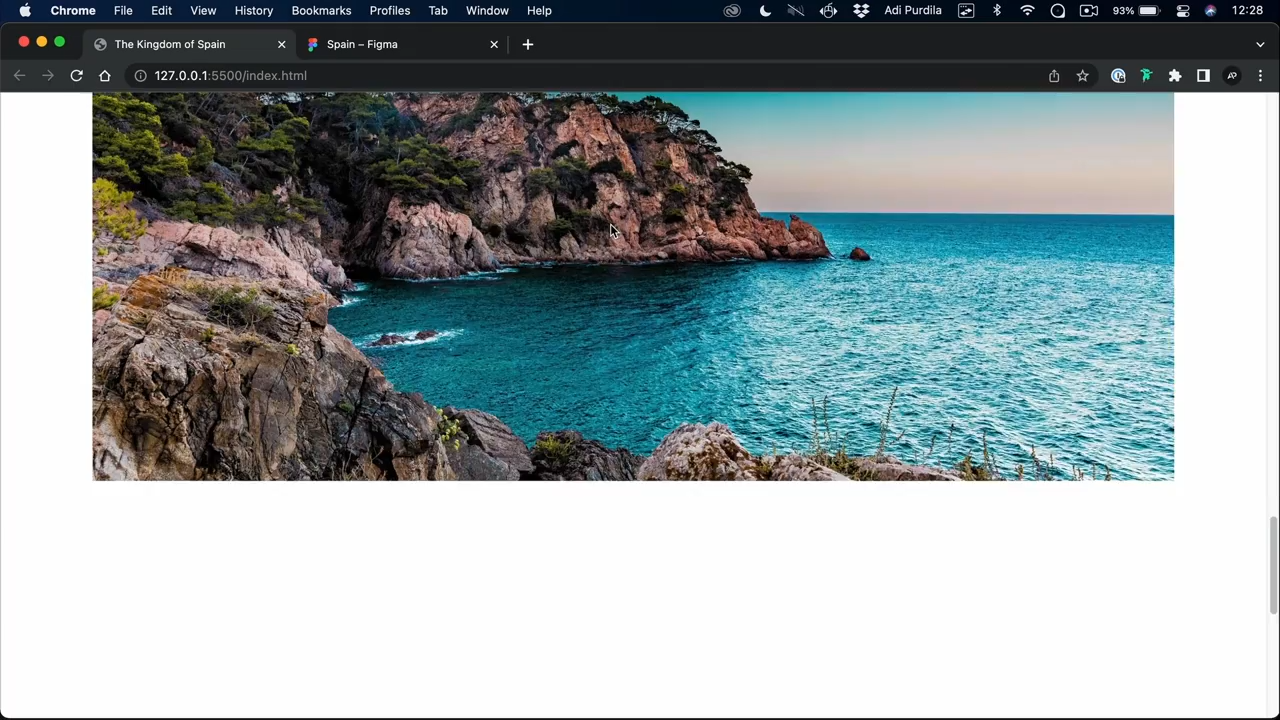 Chrome File Edit View History Bookmarks Profiles Tab Window Help Adi Purdila 93% 12:28
The Kingdom of Spain Spain – Figma
127.0.0.1:5500/index.html AP